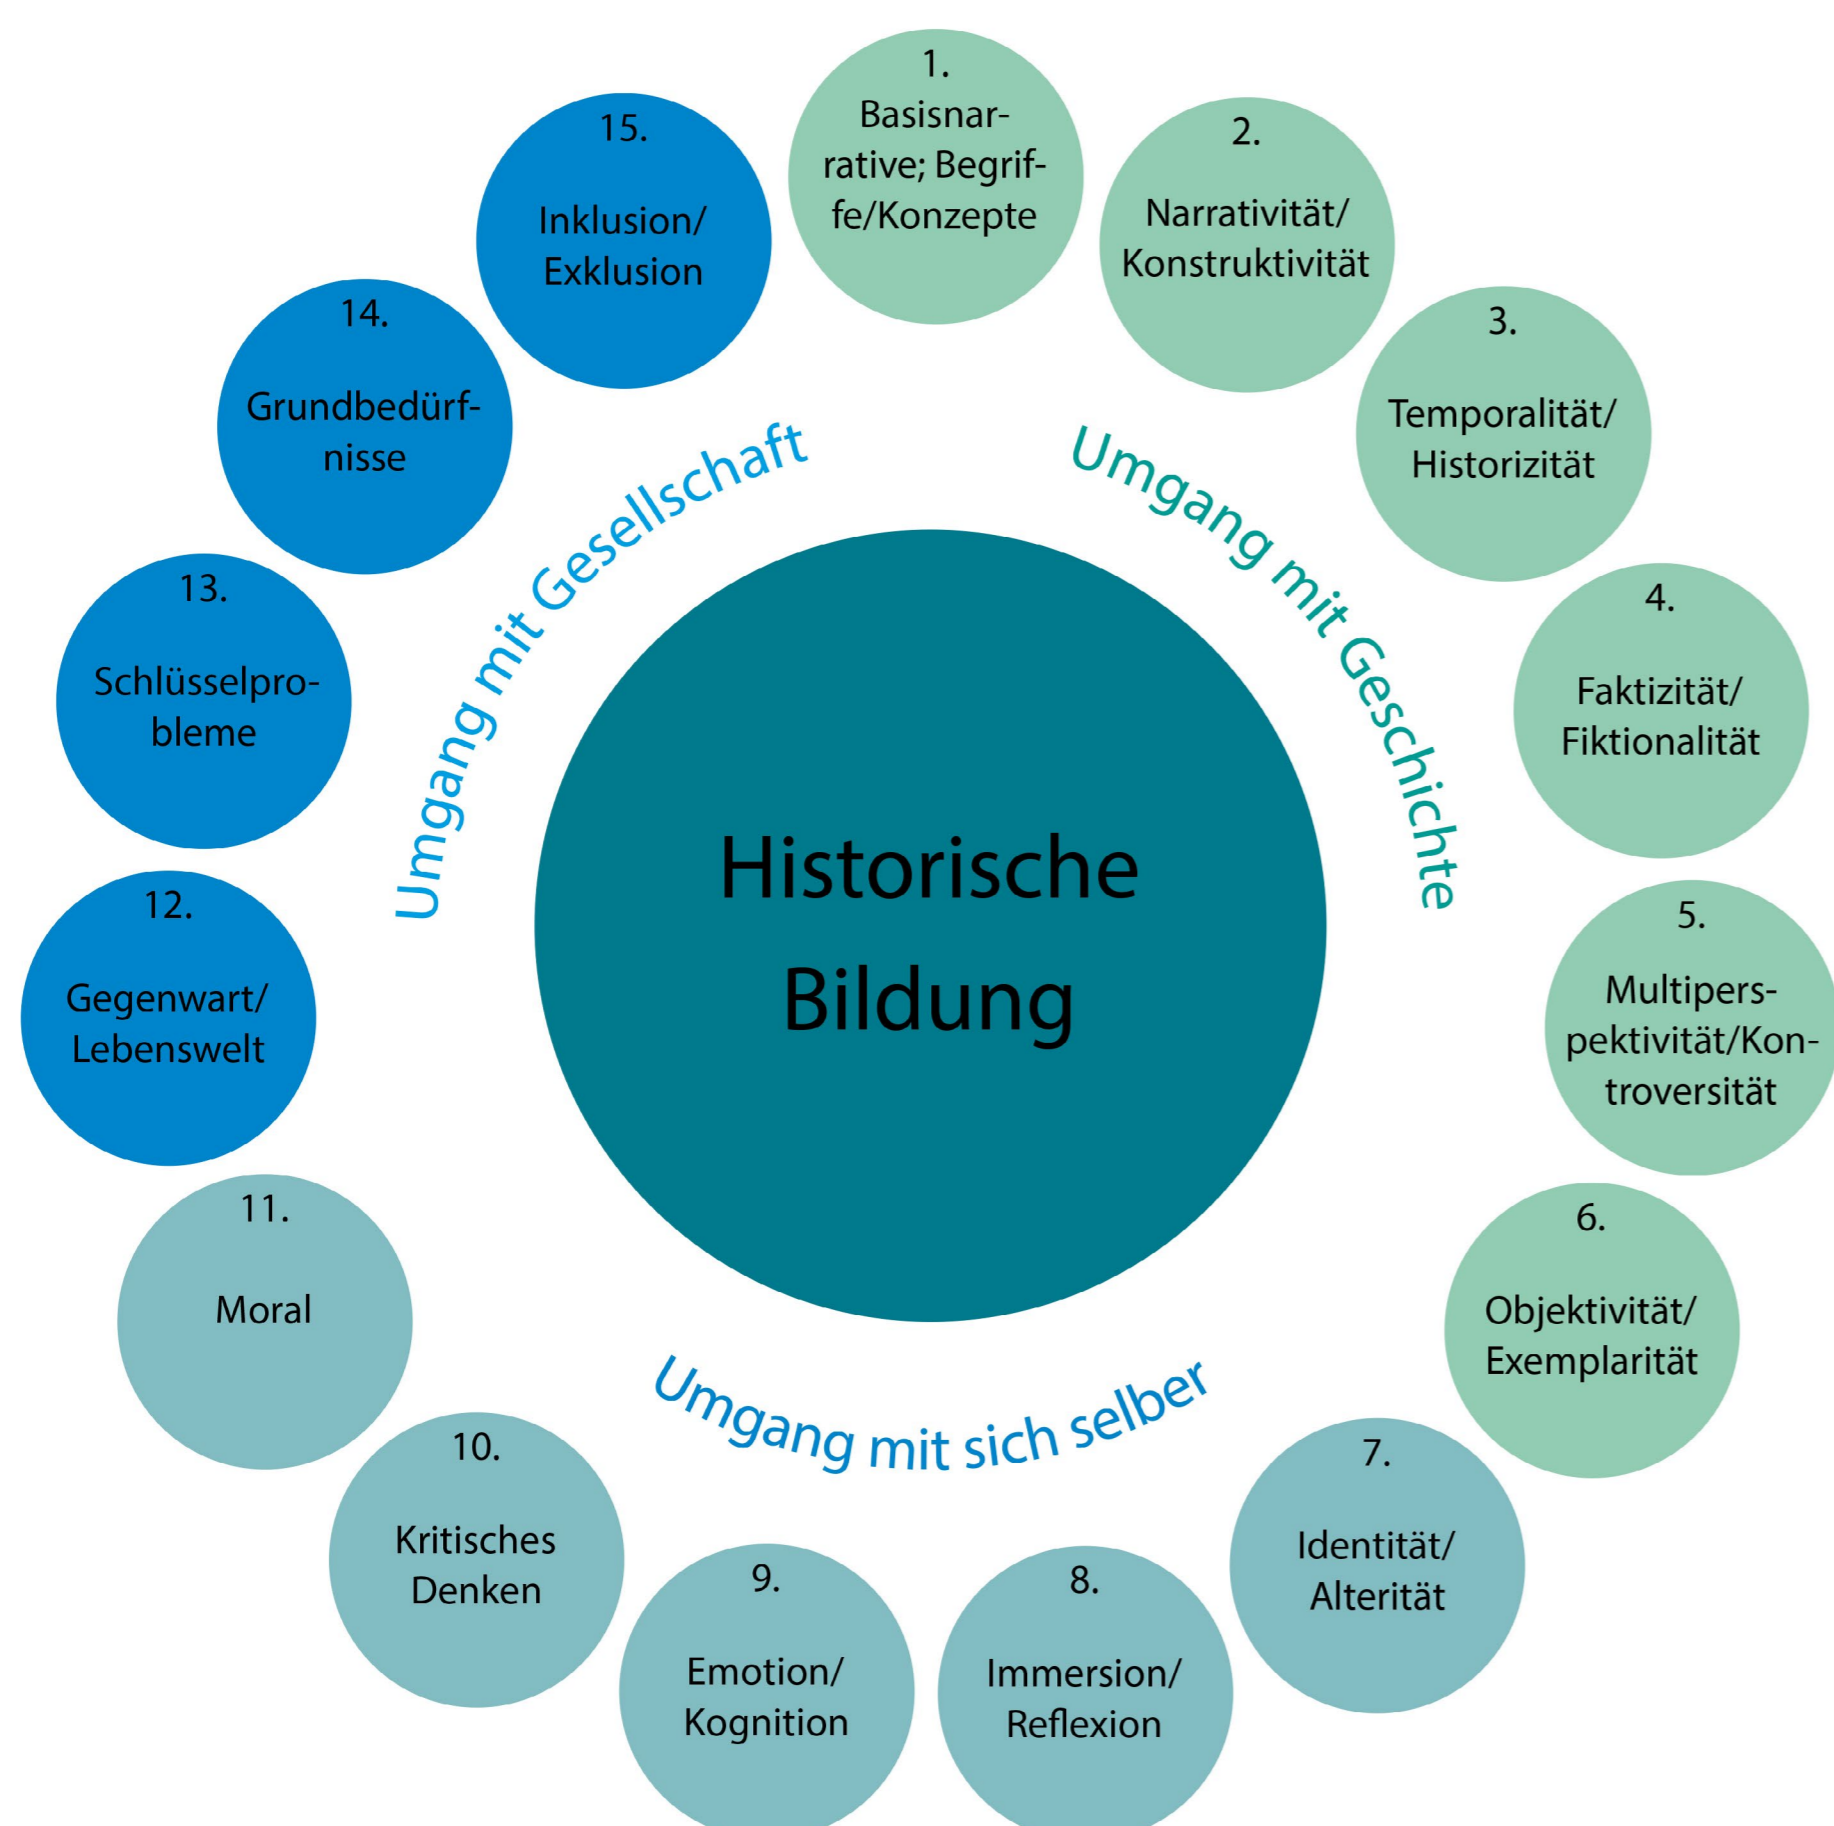 1.
Basisnar-
rative; Begrif-
fe/Konzepte
2.
Narrativität/
Konstruktivität
3.
Temporalität/
Historizität
4.
Faktizität/
Fiktionalität
5.
Multipers-
pektivität/Kon-
troversität
6.
Objektivität/
Exemplarität
7.
Identität/
Alterität
8.
Immersion/
Reflexion
9.
Emotion/
Kognition
10.
Kritisches
Denken
11.
Moral
12.
Gegenwart/
Lebenswelt
13.
Schlüsselpro-
bleme
14.
Grundbedürf-
nisse
15.
Inklusion/
Exklusion
Umgang mit Geschichte
Umgang mit sich selber
Umgang mit Gesellschaft
Historische
Bildung